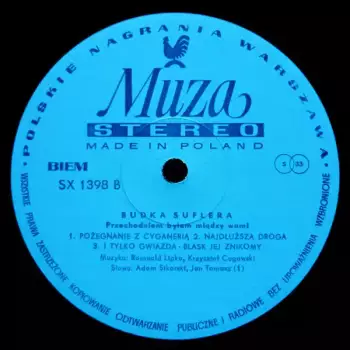 · POLSKIE NAGRANIA WARSZAWA ·
Muza
STEREO
MADE IN POLAND
BIEM
S 33
SX 1398 B
BUDKA SUFLERA
Przechodniem byłem między wami
1. POŻEGNANIE Z CYGANERIĄ 2. NAJDŁUŻSZA DROGA
3. I TYLKO GWIAZDA - BLASK JEJ ZNIKOMY
Muzyka: Romuald Lipko, Krzysztof Cugowski
Słowa: Adam Sikorski, Jan Tomasz (1)
WSZELKIE PRAWA ZASTRZEŻONE KOPIOWANIE ODTWARZANIE PUBLICZNE I RADIOWE BEZ UPOWAŻNIENIA WZBRONIONE